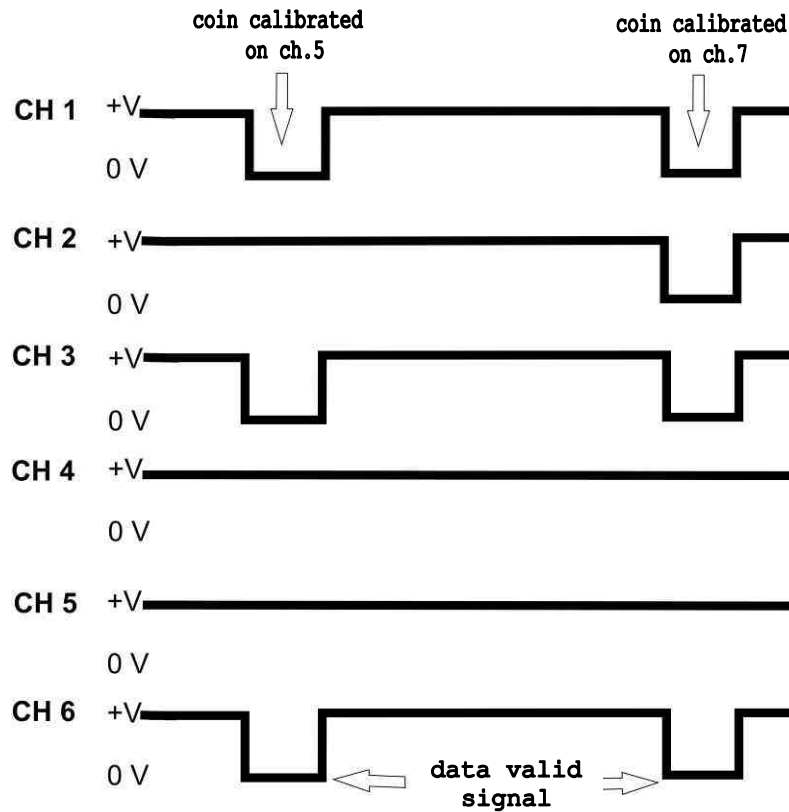 coin calibrated
on ch.5
coin calibrated
on ch.7
CH 1 +V
0 V
CH 2 +V
0 V
CH 3 +V
0 V
CH 4 +V
0 V
CH 5 +V
0 V
CH 6 +V
0 V
data valid
signal